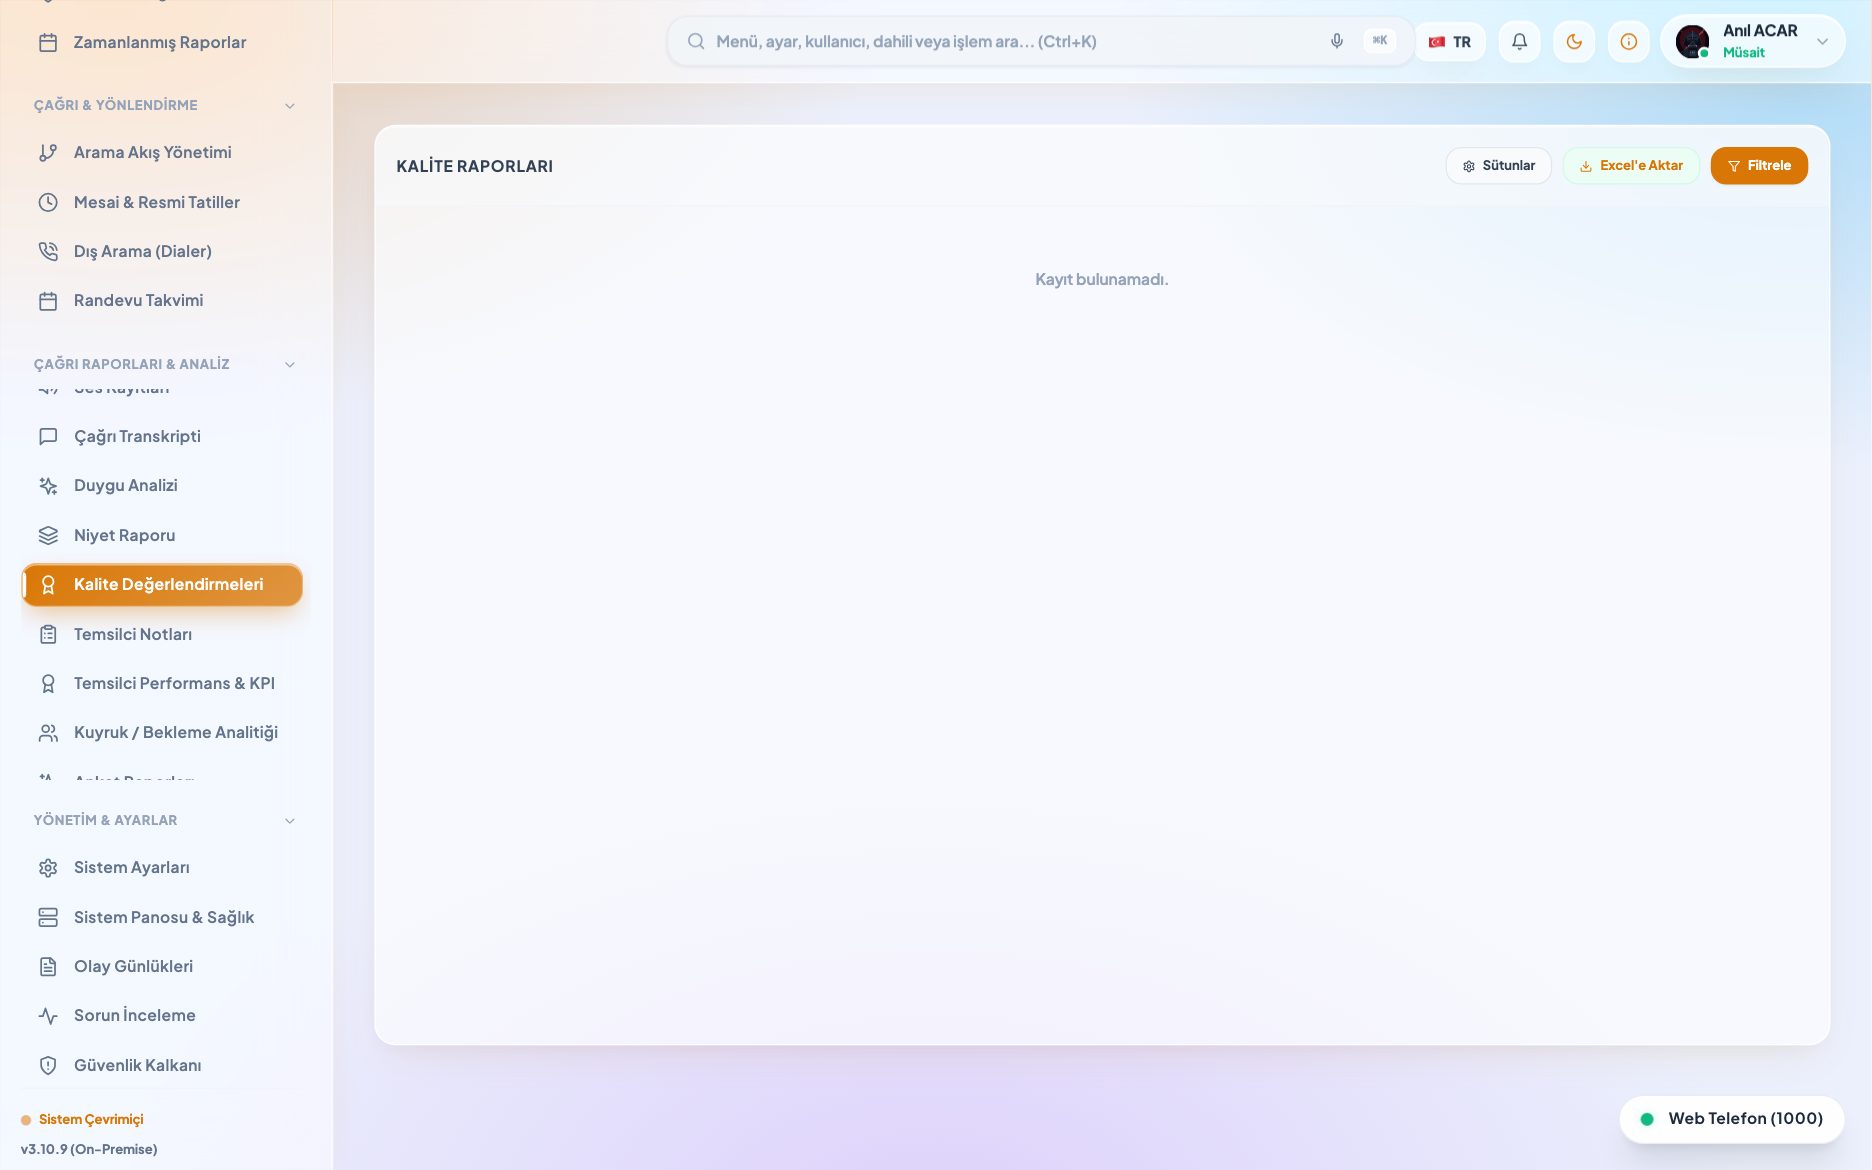 Zamanlanmış Raporlar
ÇAĞRI & YÖNLENDİRME
Arama Akış Yönetimi
Mesai & Resmi Tatiller
Dış Arama (Dialer)
Randevu Takvimi
ÇAĞRI RAPORLARI & ANALİZ
Ses Kayıtları
Çağrı Transkripti
Duygu Analizi
Niyet Raporu
Kalite Değerlendirmeleri
Temsilci Notları
Temsilci Performans & KPI
Kuyruk / Bekleme Analitiği
Anket Raporları
YÖNETİM & AYARLAR
Sistem Ayarları
Sistem Panosu & Sağlık
Olay Günlükleri
Sorun İnceleme
Güvenlik Kalkanı
Sistem Çevrimiçi
v3.10.9 (On-Premise)
Menü, ayar, kullanıcı, dahili veya işlem ara... (Ctrl+K)
⌘K
TR
Anıl ACAR
Müsait
KALİTE RAPORLARI
Sütunlar
Excel'e Aktar
Filtrele
Kayıt bulunamadı.
Web Telefon (1000)